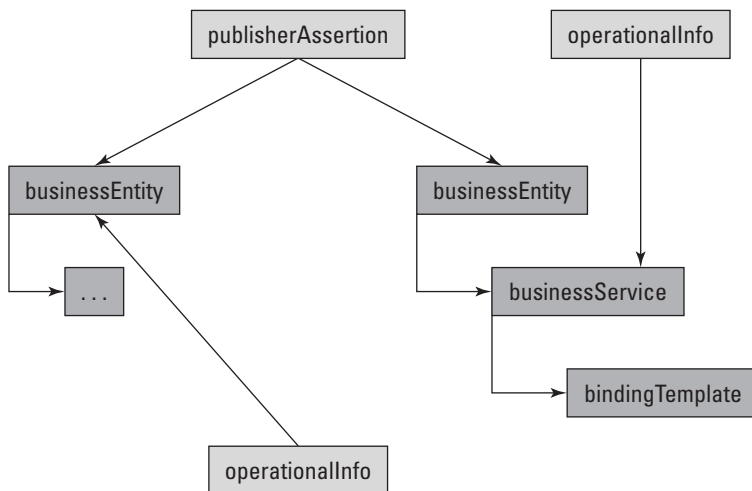 publisherAssertion
operationalInfo
businessEntity
businessEntity
. . .
businessService
bindingTemplate
operationalInfo